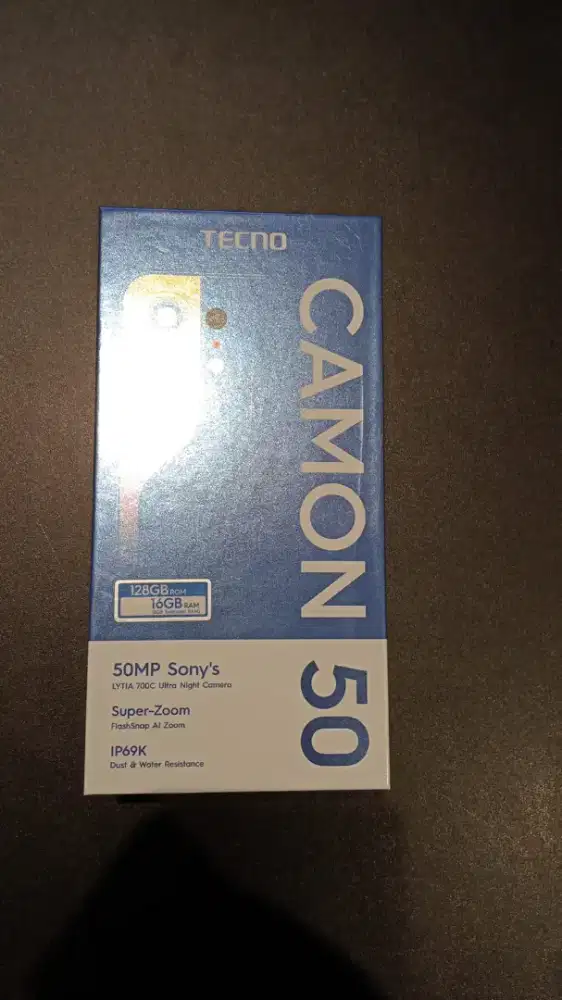 TECNO
CAMON 50
128GB ROM
16GB RAM
50MP Sony's
LYTIA 700C Ultra Night Camera
Super-Zoom
FlashSnap AI Zoom
IP69K
Dust & Water Resistance